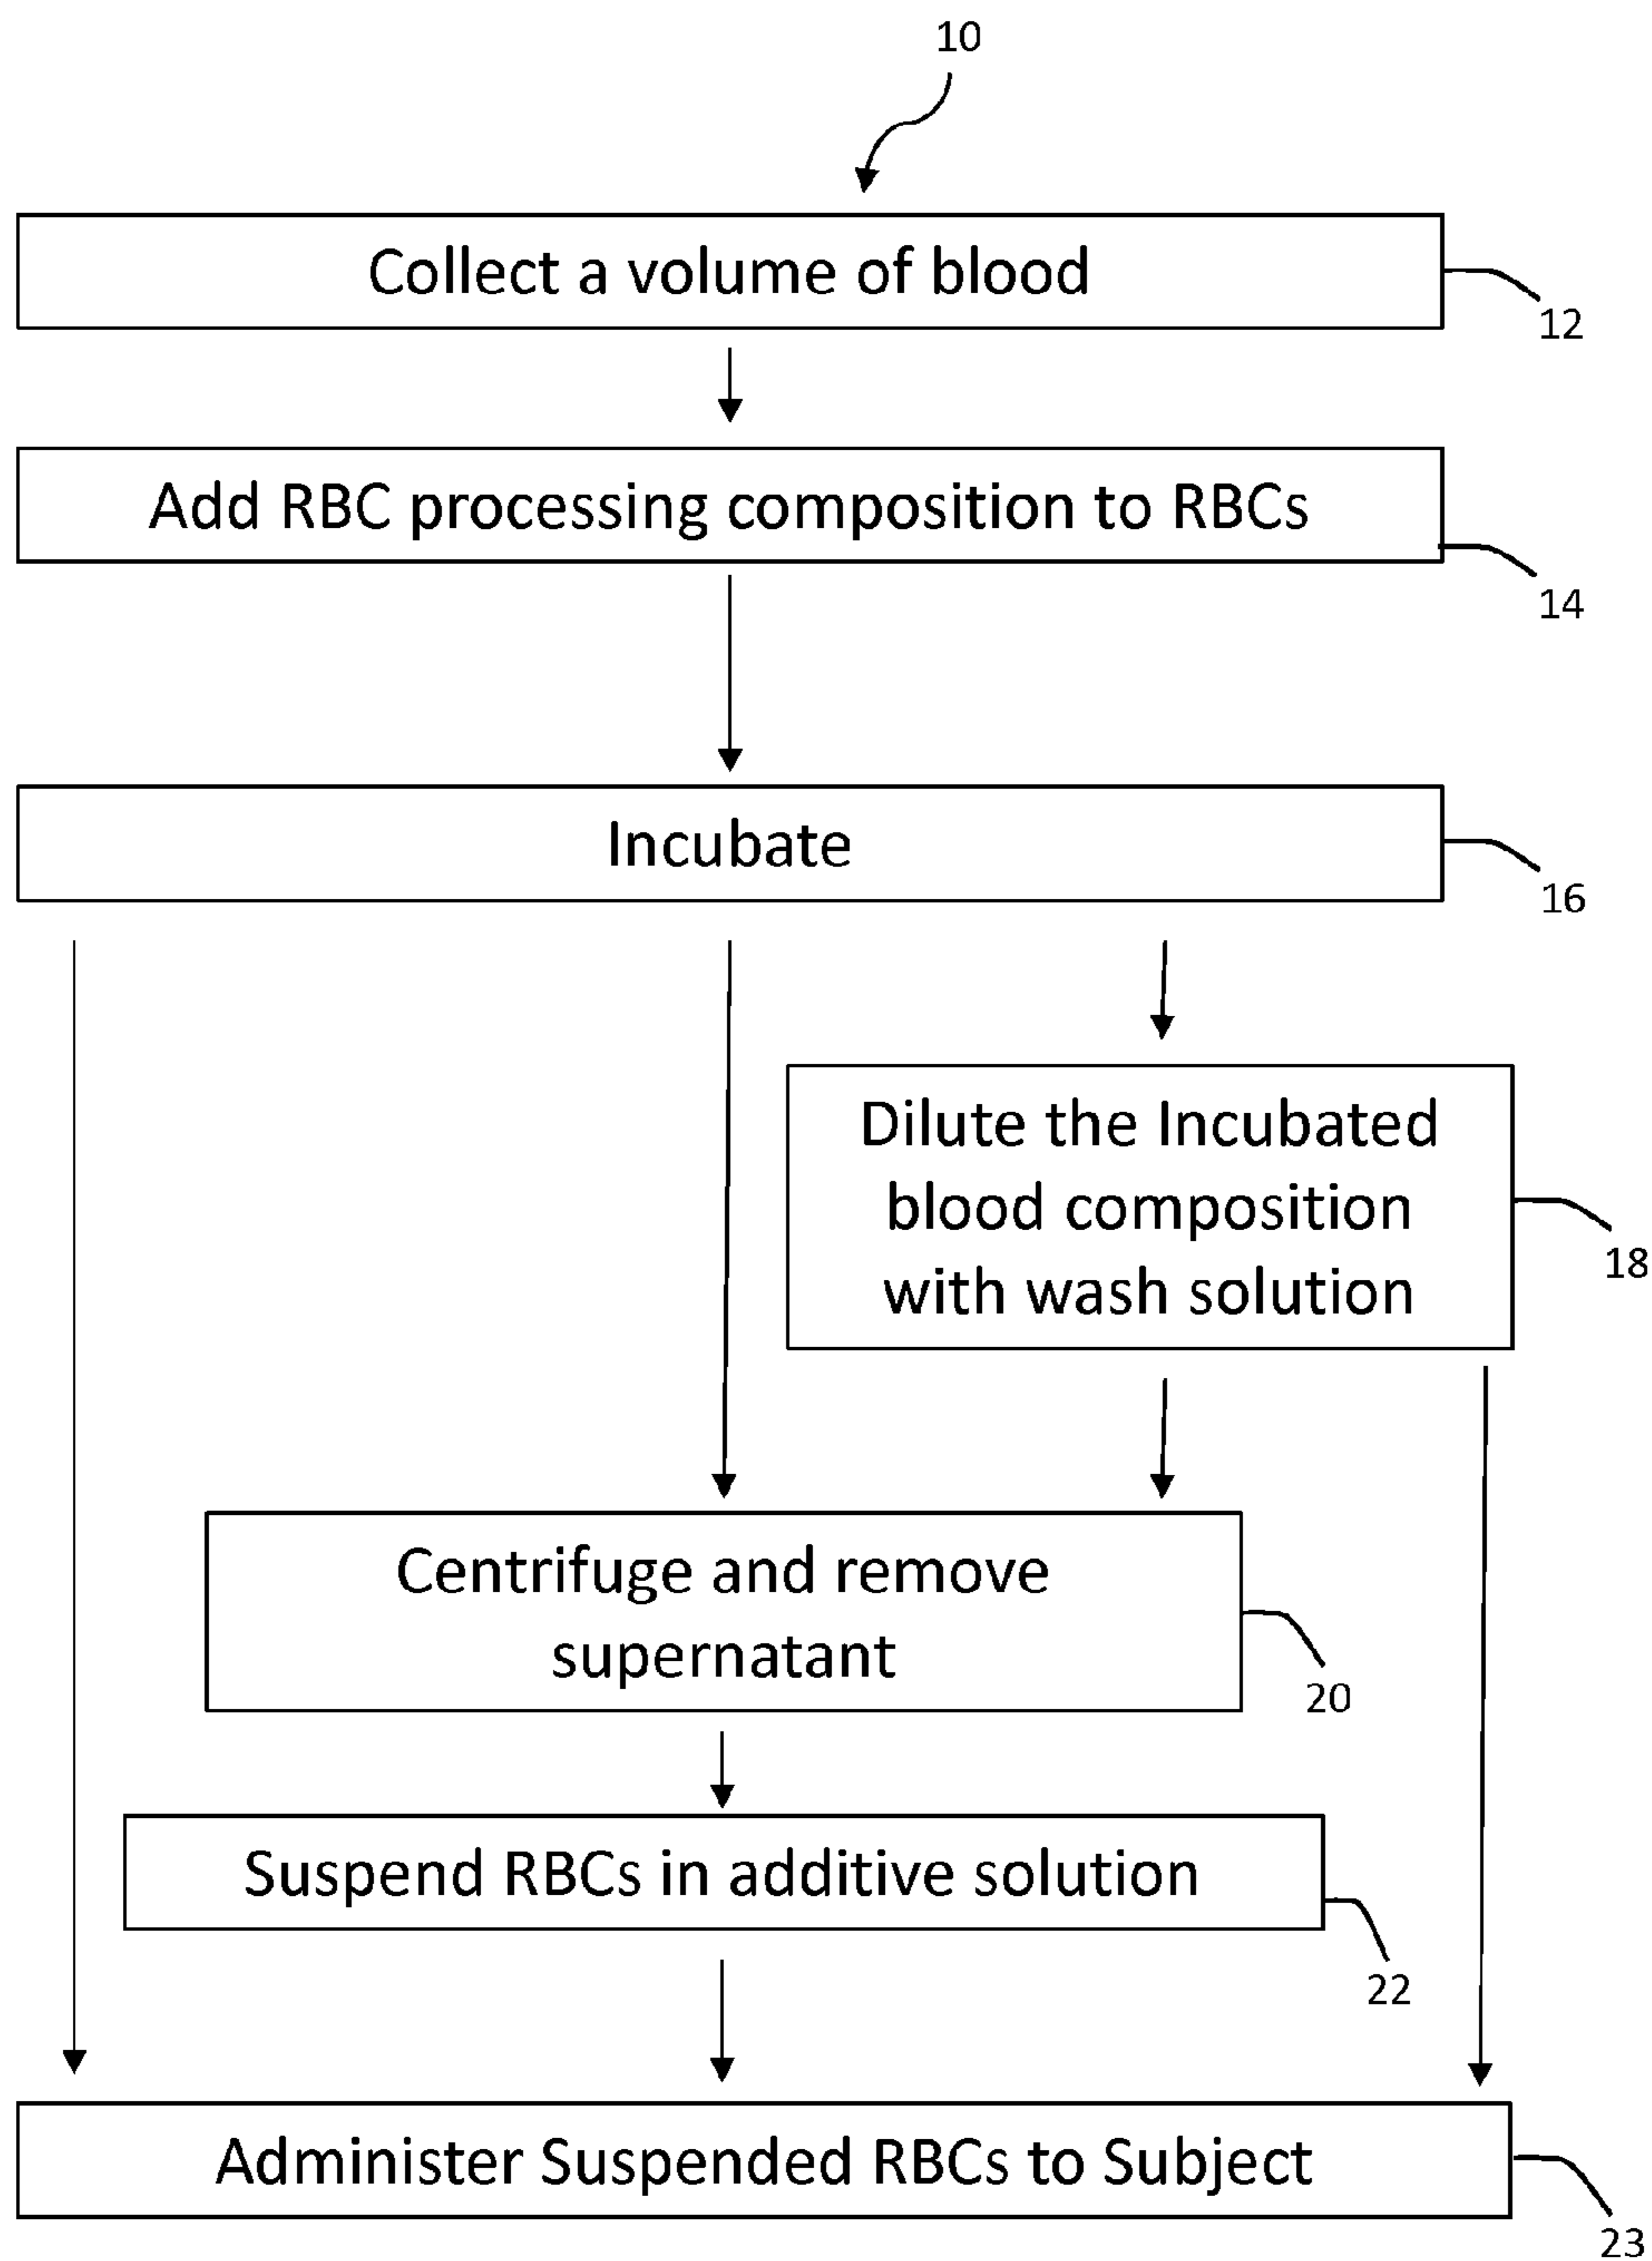 10
Collect a volume of blood
12
Add RBC processing composition to RBCs
14
Incubate
16
Dilute the Incubated
blood composition
with wash solution
18
Centrifuge and remove
supernatant
20
Suspend RBCs in additive solution
22
Administer Suspended RBCs to Subject
23